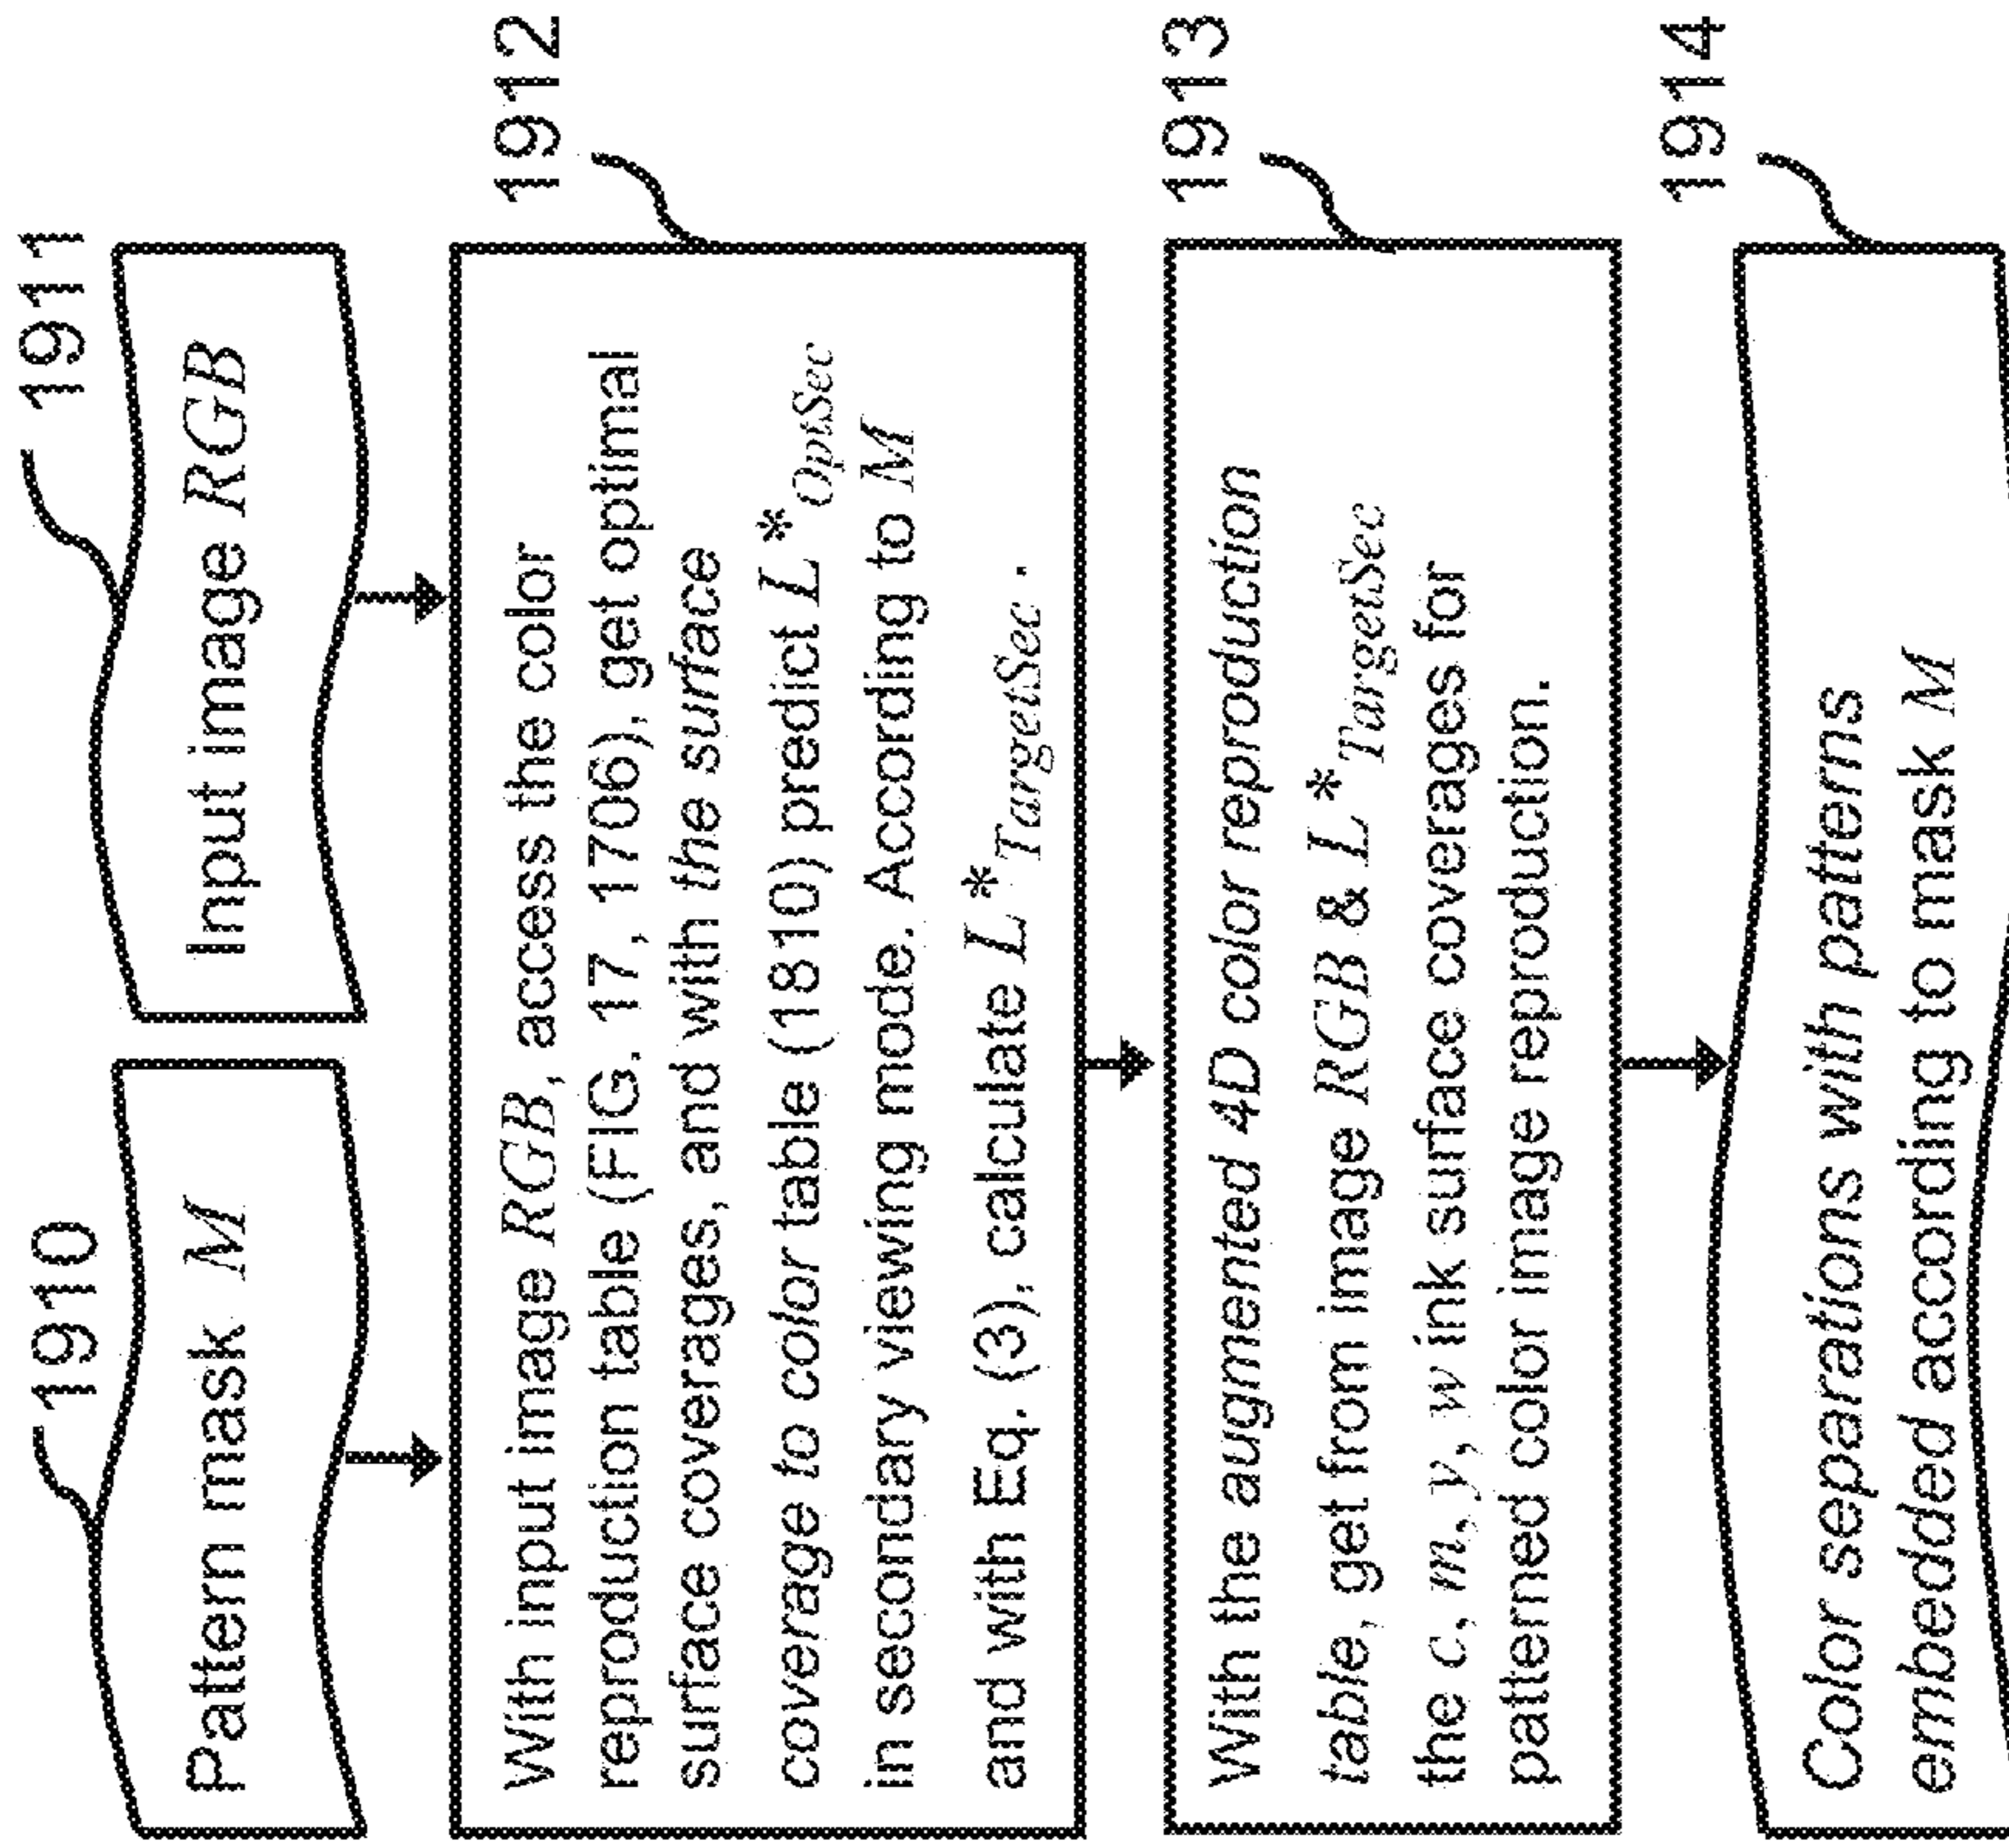 1910
1911
Pattern mask M
Input image RGB
1912
With input image RGB, access the color
reproduction table (FIG. 17, 1706), get optimal
surface coverages, and with the surface
coverage to color table (1810) predict L*OptSec
in secondary viewing mode. According to M
and with Eq. (3), calculate L*TargetSec .
1913
With the augmented 4D color reproduction
table, get from image RGB & L*TargetSec
the c, m, y, w ink surface coverages for
patterned color image reproduction.
1914
Color separations with patterns
embedded according to mask M